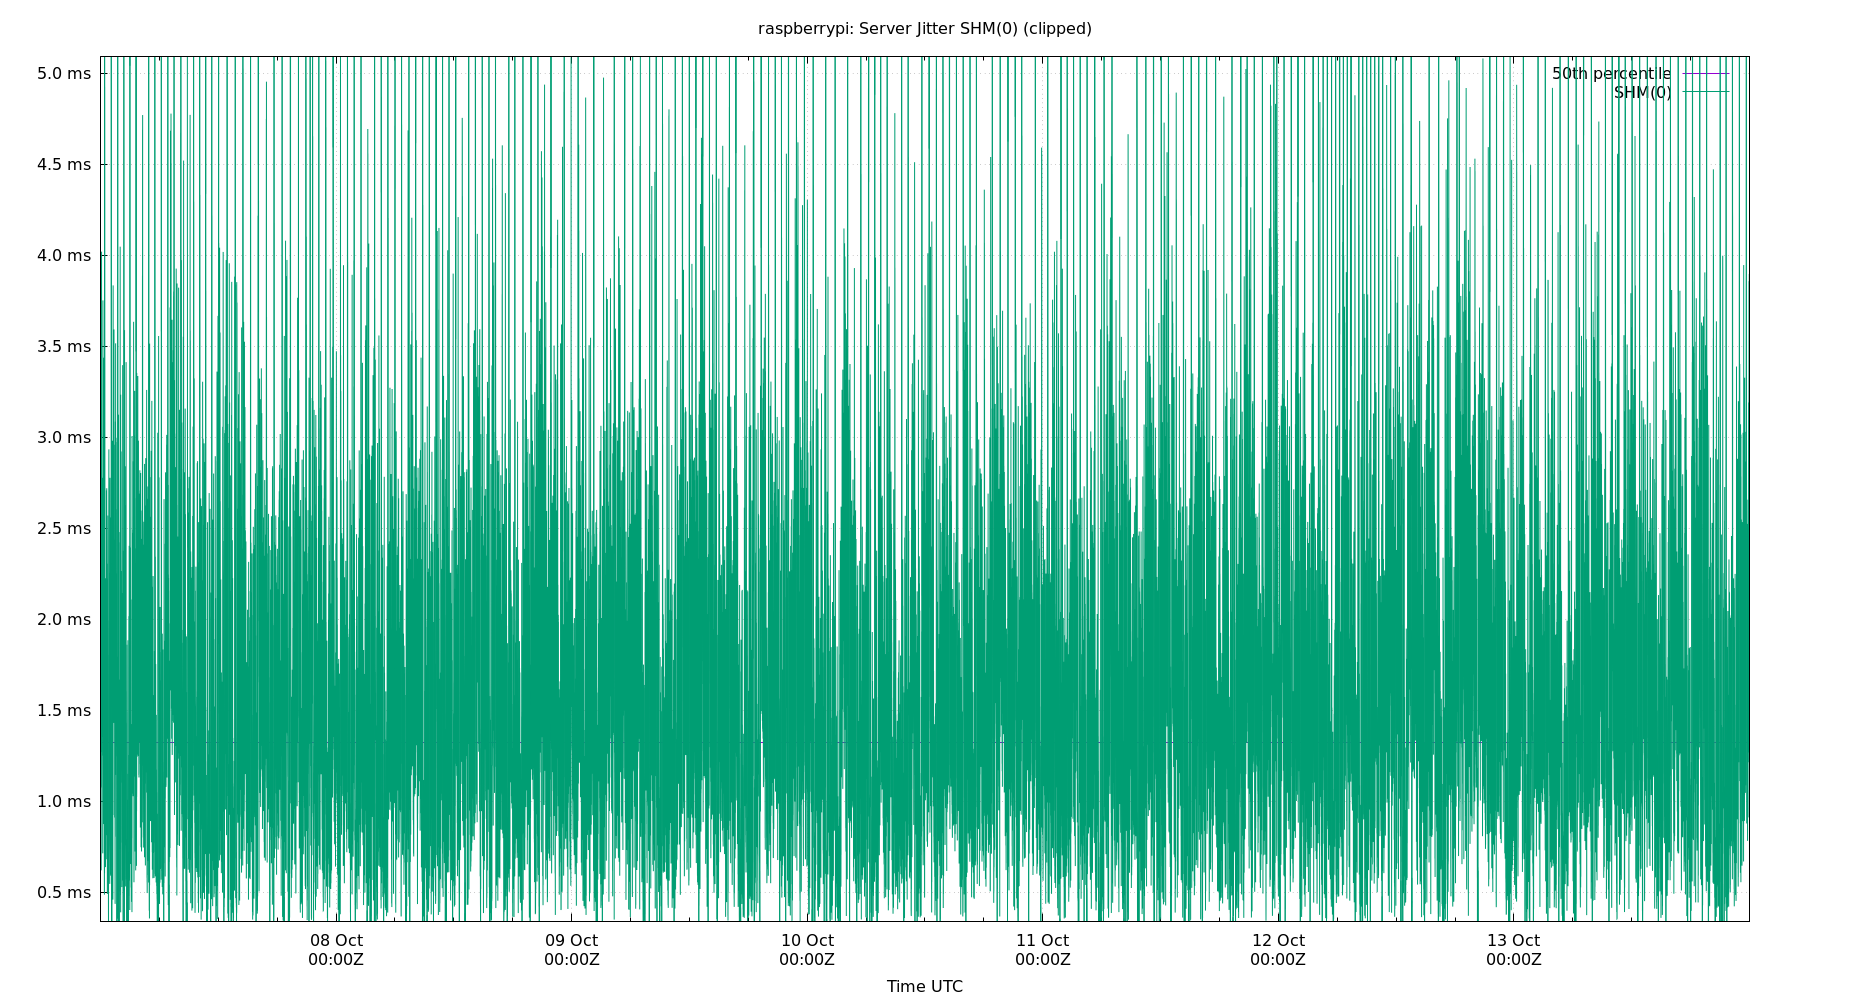 raspberrypi: Server Jitter SHM(0) (clipped)
5.0 ms
50th percentile
SHM(0)
4.5 ms
4.0 ms
3.5 ms
3.0 ms
2.5 ms
2.0 ms
1.5 ms
1.0 ms
0.5 ms
08 Oct 09 Oct 10 Oct 11 Oct 12 Oct 13 Oct
00:00Z 00:00Z 00:00Z 00:00Z 00:00Z 00:00Z
Time UTC